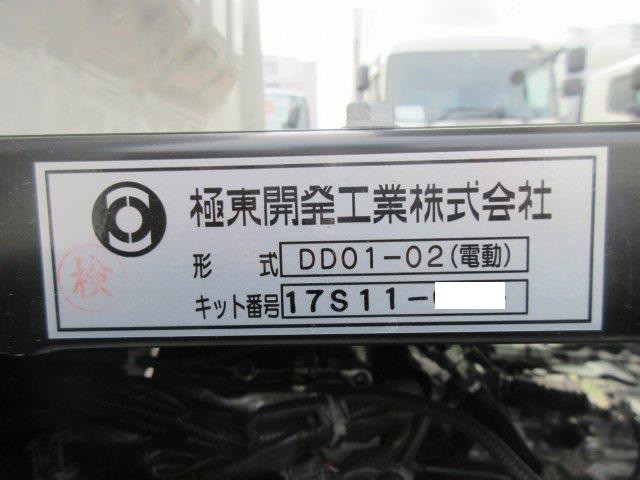 極東開発工業株式会社
形式 DD01-02(電動)
検
キット番号 17S11-